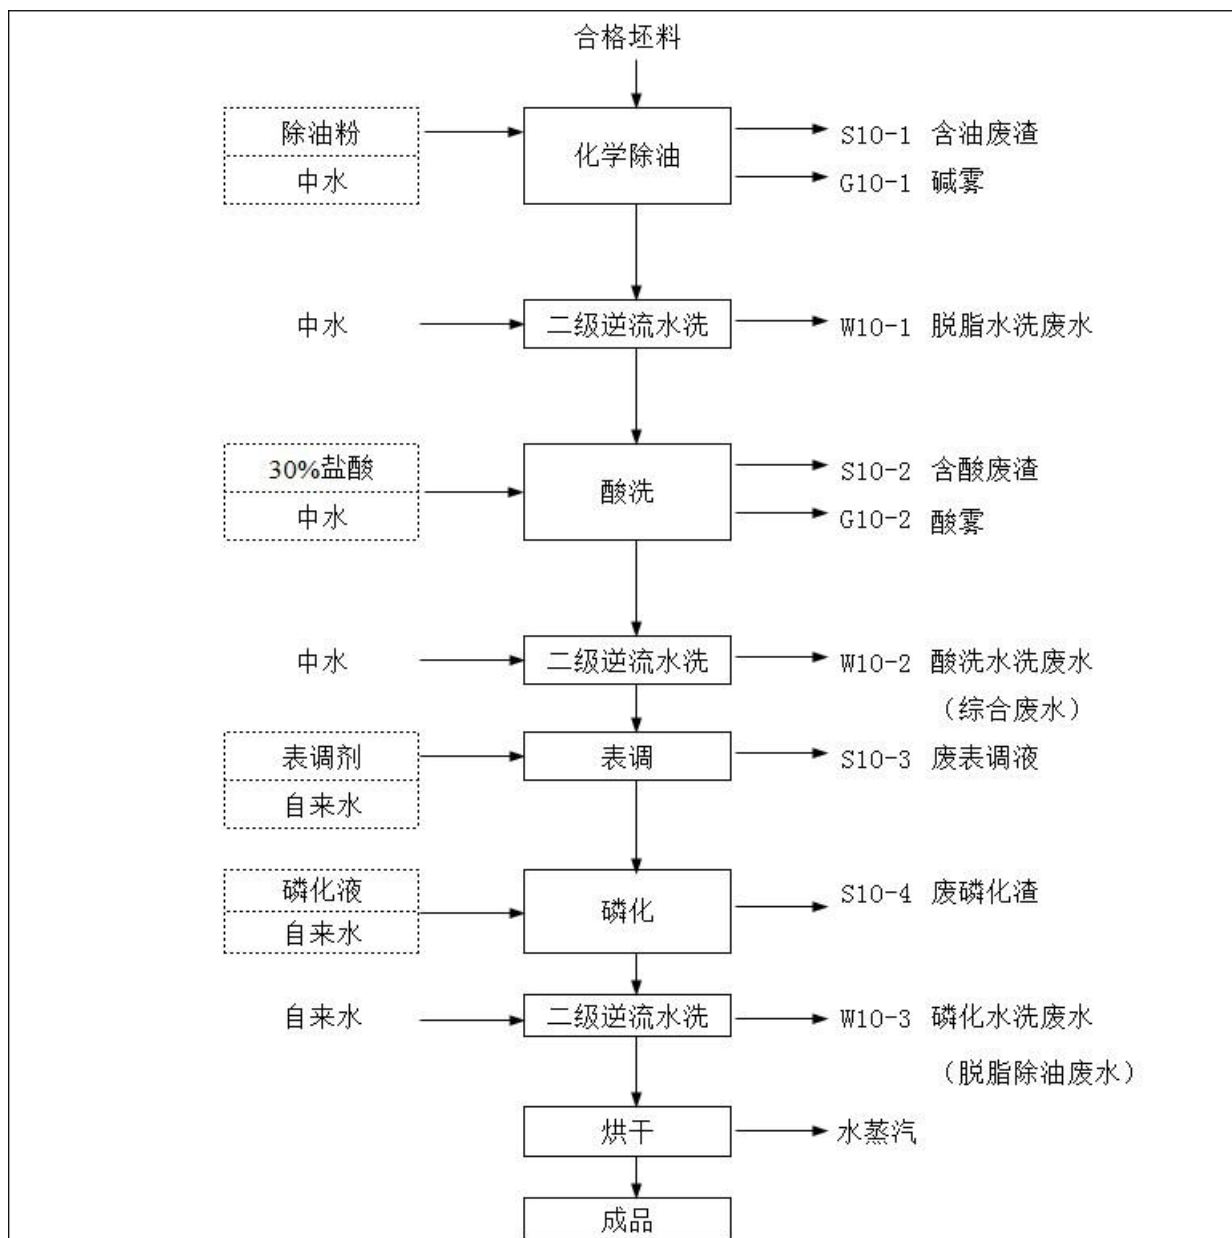 合格坯料
除油粉
中水
化学除油
S10-1 含油废渣
G10-1 碱雾
中水
二级逆流水洗
W10-1 脱脂水洗废水
30%盐酸
中水
酸洗
S10-2 含酸废渣
G10-2 酸雾
中水
二级逆流水洗
W10-2 酸洗水洗废水
（综合废水）
表调剂
自来水
表调
S10-3 废表调液
磷化液
自来水
磷化
S10-4 废磷化渣
自来水
二级逆流水洗
W10-3 磷化水洗废水
（脱脂除油废水）
烘干
水蒸汽
成品